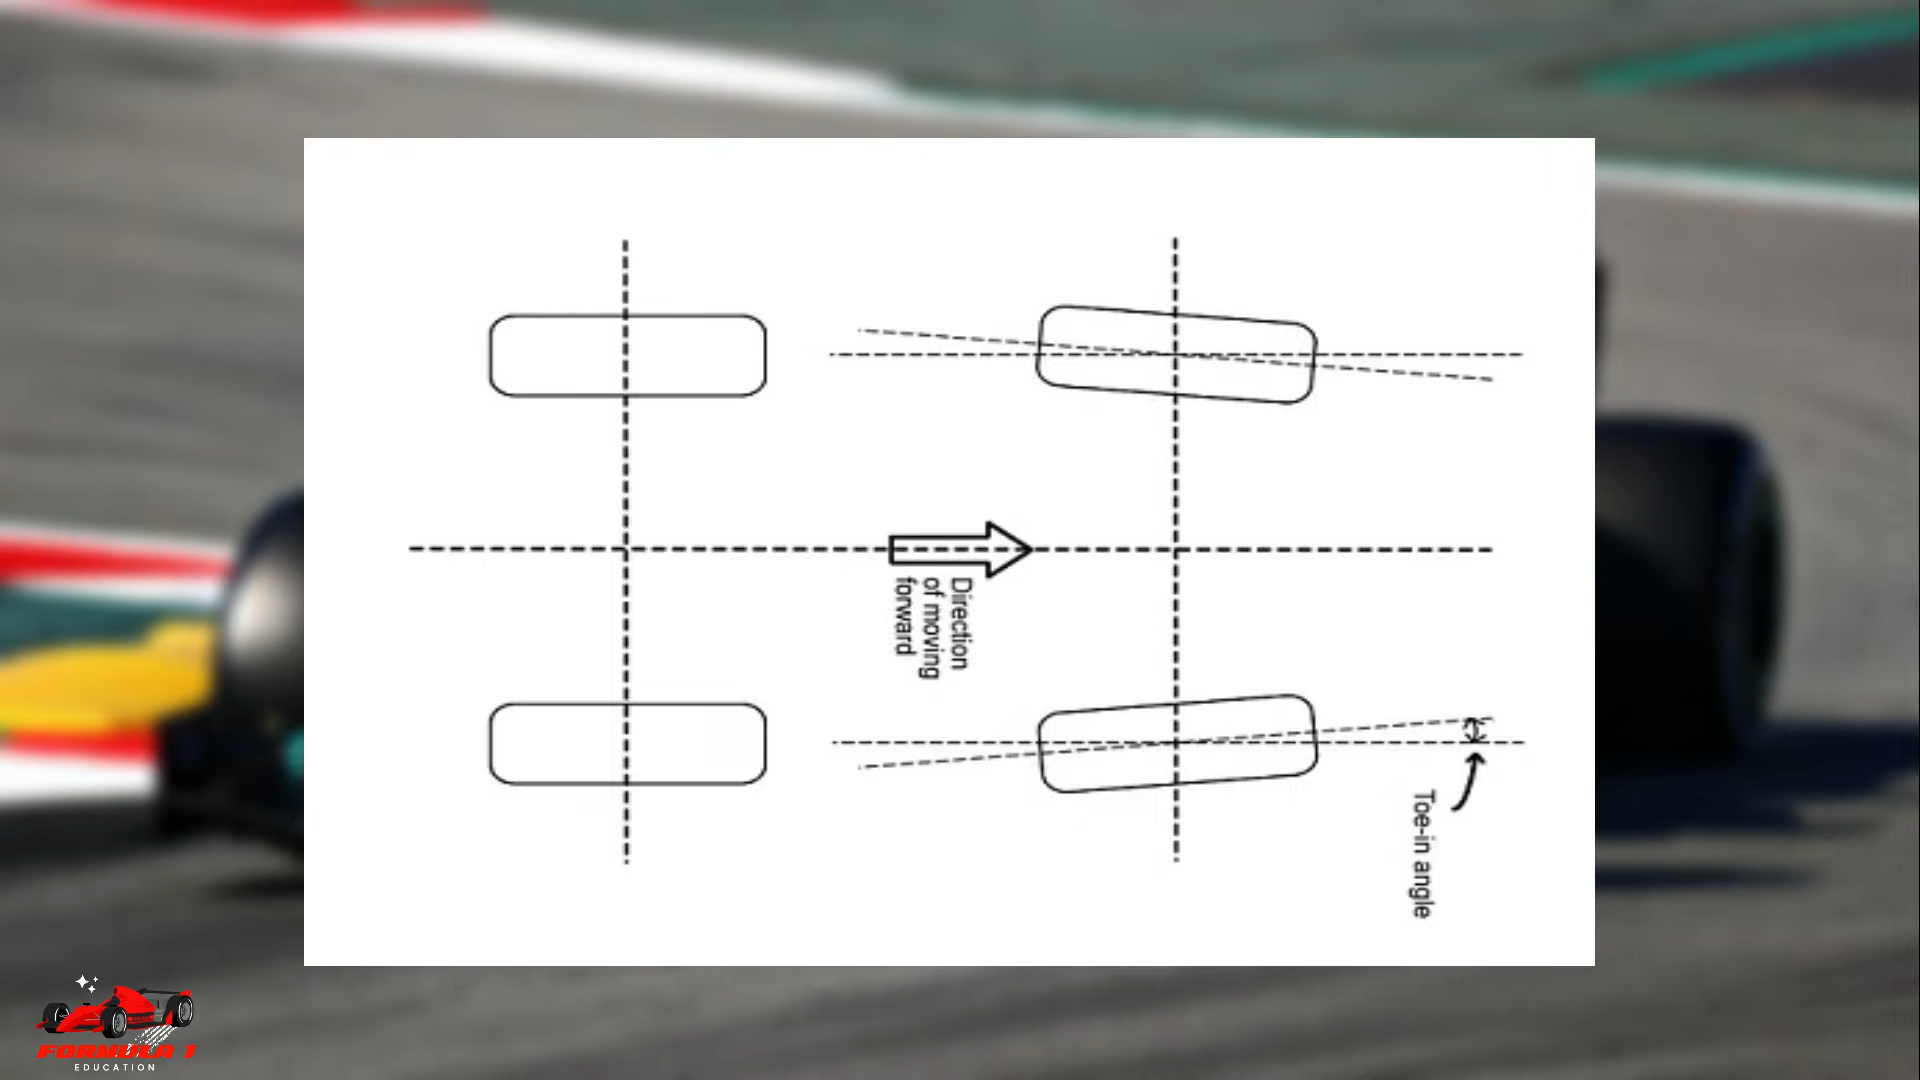 Direction
of moving
forward
Toe-in angle
FORMULA 1
EDUCATION